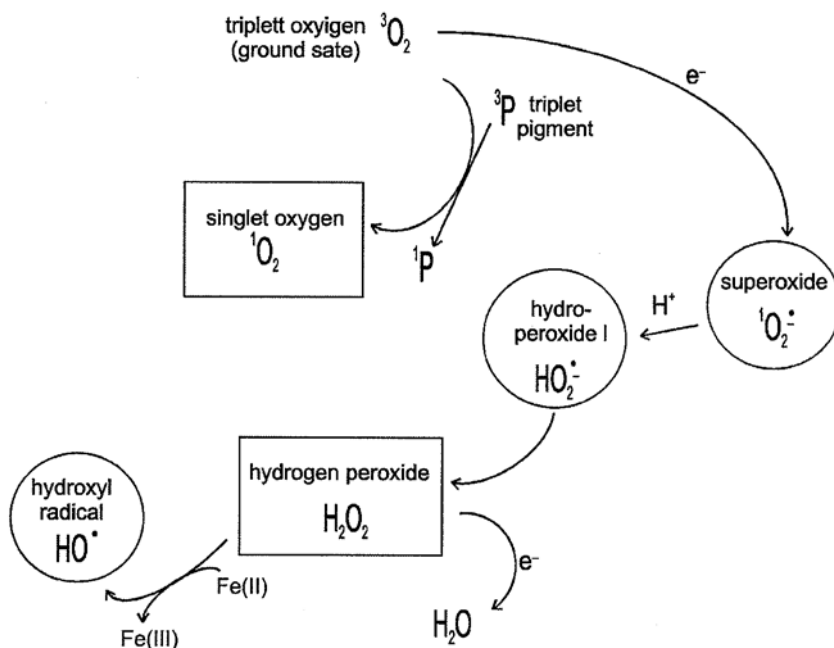 triplett oxyigen ³O₂
(ground sate)
e⁻
³P triplet
pigment
singlet oxygen
¹O₂
¹P
superoxide
¹O₂⁻•
H⁺
hydro-
peroxide I
HO₂⁻•
hydrogen peroxide
H₂O₂
hydroxyl
radical
HO•
Fe(II)
e⁻
Fe(III)
H₂O